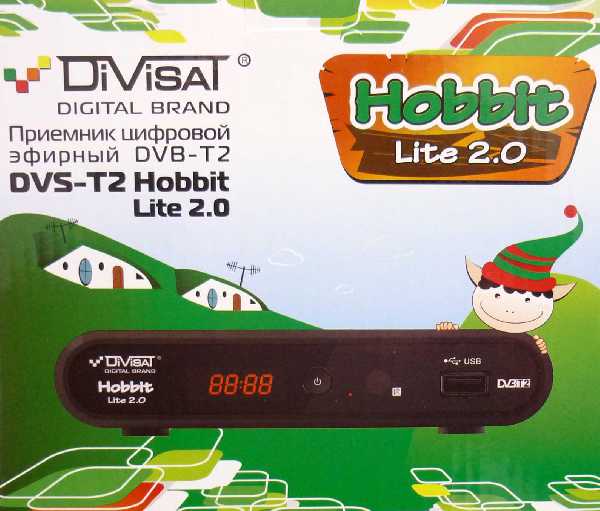 DiViSAT®
DIGITAL BRAND
Приемник цифровой
эфирный DVB-T2
DVS-T2 Hobbit
Lite 2.0
Hobbit
Lite 2.0
DiViSAT
DIGITAL BRAND
Hobbit
Lite 2.0
88:88
USB
DVB T2